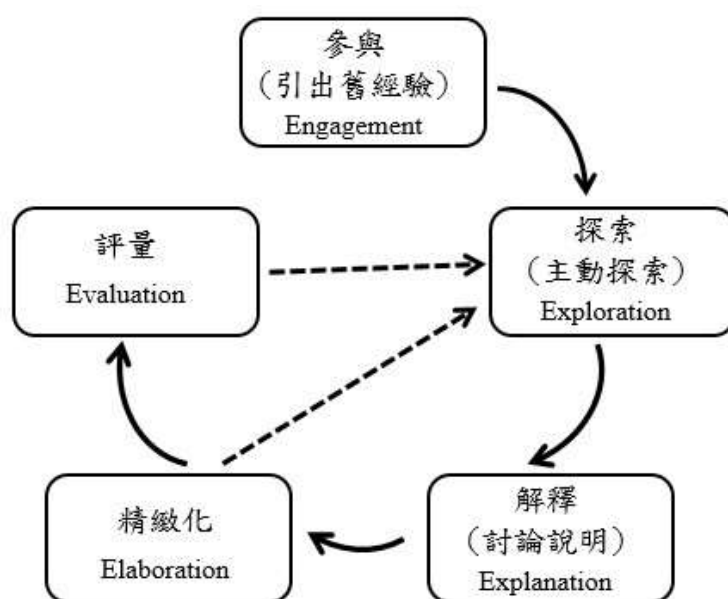 參與
（引出舊經驗）
Engagement
探索
（主動探索）
Exploration
解釋
（討論說明）
Explanation
精緻化
Elaboration
評量
Evaluation